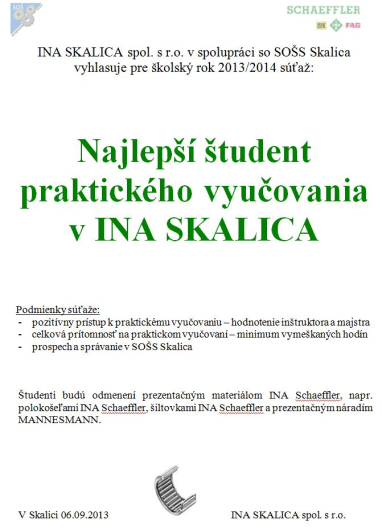 SOŠ
SCHAEFFLER
FAG
INA SKALICA spol. s r.o. v spolupráci so SOŠS Skalica
vyhlasuje pre školský rok 2013/2014 súťaž:
Najlepší študent
praktického vyučovania
v INA SKALICA
Podmienky súťaže:
- pozitívny prístup k praktickému vyučovaniu – hodnotenie inštruktora a majstra
- celková prítomnosť na praktickom vyučovaní – minimum vymeškaných hodín
- prospech a správanie v SOŠS Skalica
Študenti budú odmenení prezentačným materiálom INA Schaeffler, napr.
polokošeľami INA Schaeffler, šiltovkami INA Schaeffler a prezentačným náradím
MANNESMANN.
V Skalici 06.09.2013 INA SKALICA spol. s r.o.